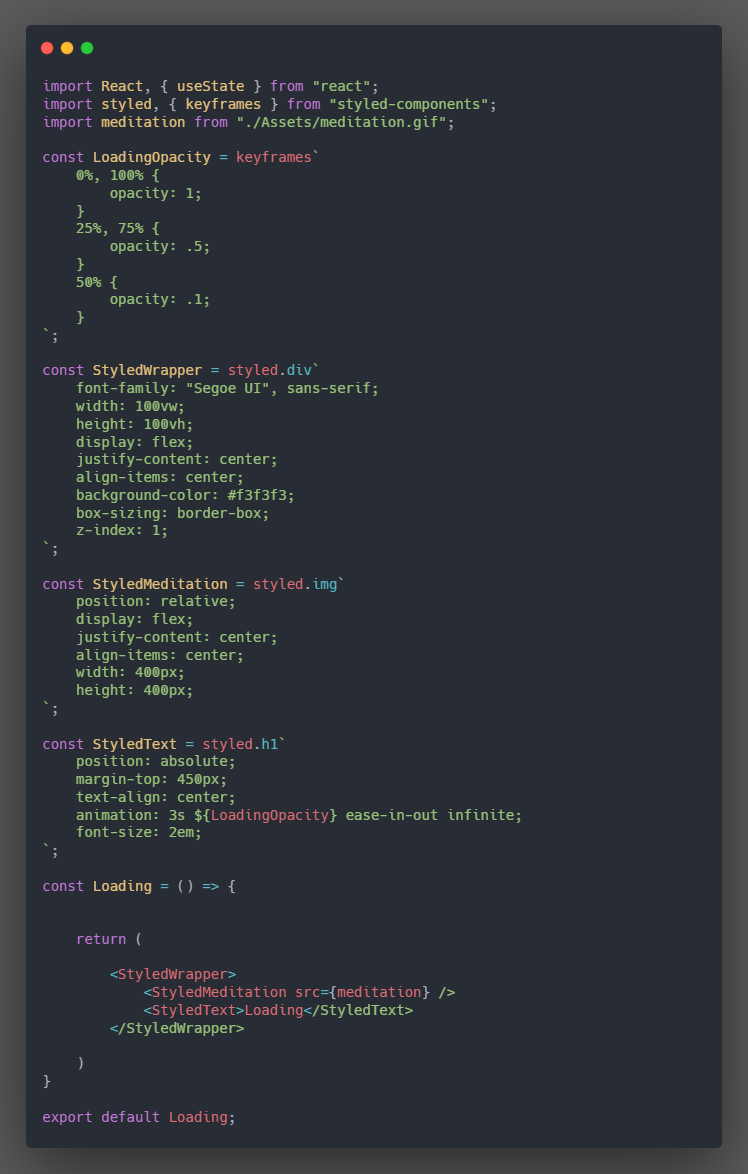 import React, { useState } from "react";
import styled, { keyframes } from "styled-components";
import meditation from "./Assets/meditation.gif";

const LoadingOpacity = keyframes`
    0%, 100% {
        opacity: 1;
    }
    25%, 75% {
        opacity: .5;
    }
    50% {
        opacity: .1;
    }
`;

const StyledWrapper = styled.div`
    font-family: "Segoe UI", sans-serif;
    width: 100vw;
    height: 100vh;
    display: flex;
    justify-content: center;
    align-items: center;
    background-color: #f3f3f3;
    box-sizing: border-box;
    z-index: 1;
`;

const StyledMeditation = styled.img`
    position: relative;
    display: flex;
    justify-content: center;
    align-items: center;
    width: 400px;
    height: 400px;
`;

const StyledText = styled.h1`
    position: absolute;
    margin-top: 450px;
    text-align: center;
    animation: 3s ${LoadingOpacity} ease-in-out infinite;
    font-size: 2em;
`;

const Loading = () => {


    return (

        <StyledWrapper>
            <StyledMeditation src={meditation} />
            <StyledText>Loading</StyledText>
        </StyledWrapper>

    )
}

export default Loading;